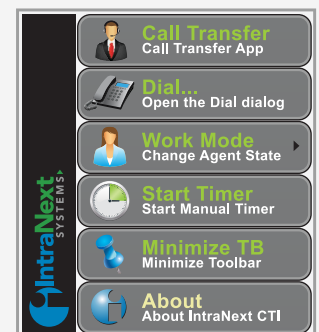 Call Transfer
Call Transfer App
Dial...
Open the Dial dialog
Work Mode
Change Agent State
Start Timer
Start Manual Timer
Minimize TB
Minimize Toolbar
About
About IntraNext CTI
IntraNext
SYSTEMS